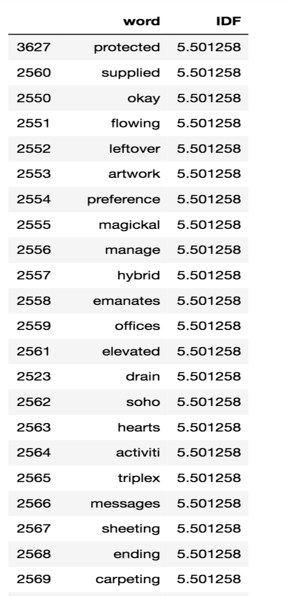 word IDF
3627 protected 5.501258
2560 supplied 5.501258
2550 okay 5.501258
2551 flowing 5.501258
2552 leftover 5.501258
2553 artwork 5.501258
2554 preference 5.501258
2555 magickal 5.501258
2556 manage 5.501258
2557 hybrid 5.501258
2558 emanates 5.501258
2559 offices 5.501258
2561 elevated 5.501258
2523 drain 5.501258
2562 soho 5.501258
2563 hearts 5.501258
2564 activiti 5.501258
2565 triplex 5.501258
2566 messages 5.501258
2567 sheeting 5.501258
2568 ending 5.501258
2569 carpeting 5.501258